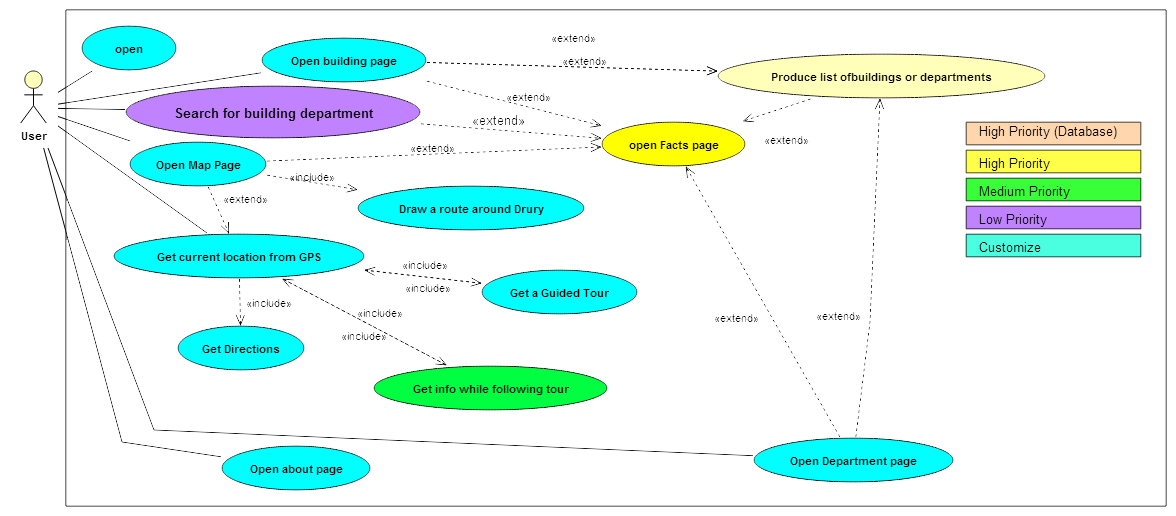 open
«extend»
Open building page
«extend»
Produce list ofbuildings or departments
User
«extend»
Search for building department
«extend»
High Priority (Database)
open Facts page
«extend»
«extend»
Open Map Page
High Priority
«include»
Medium Priority
«extend»
Draw a route around Drury
Low Priority
Customize
Get current location from GPS
«include»
«include»
Get a Guided Tour
«include»
«include»
«extend»
«extend»
«include»
Get Directions
Get info while following tour
Open about page
Open Department page